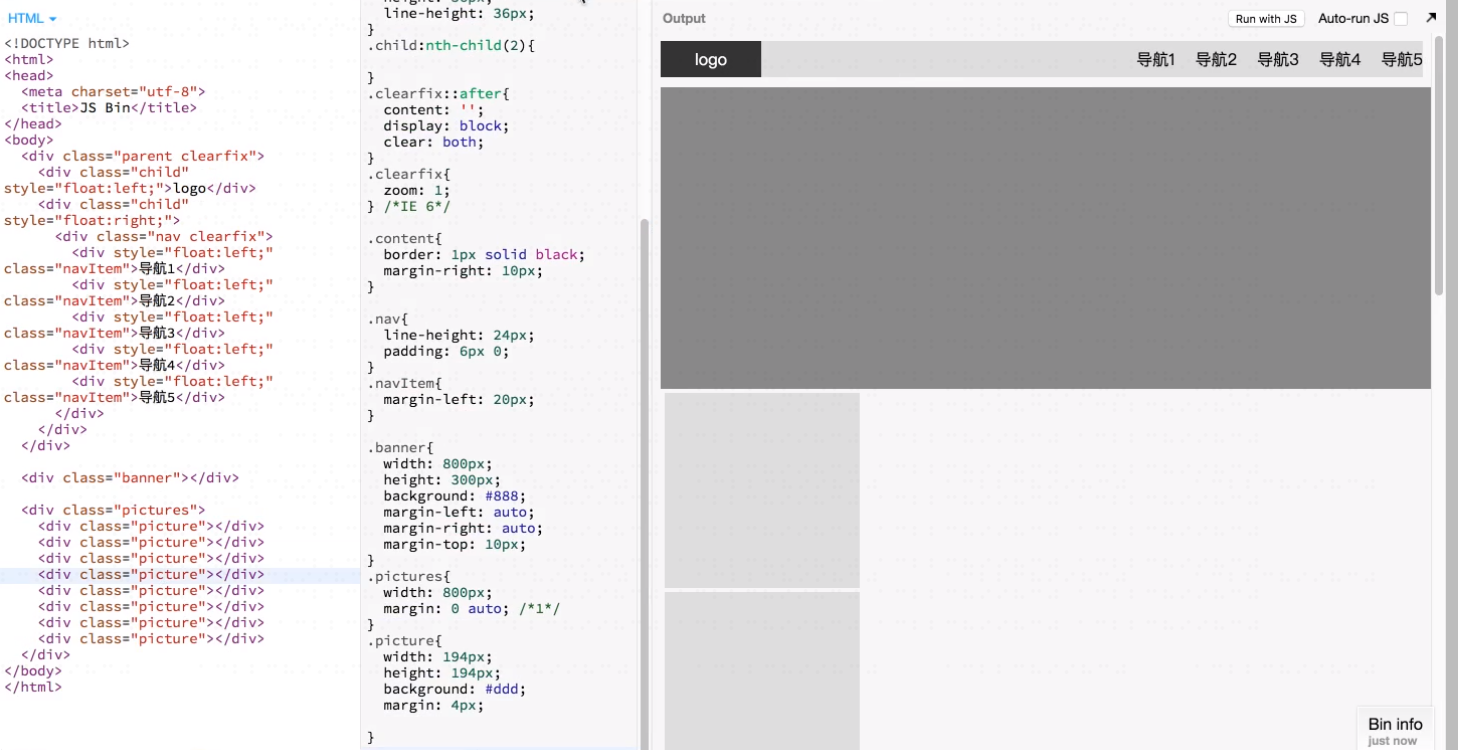 HTML
<!DOCTYPE html>
<html>
<head>
  <meta charset="utf-8">
  <title>JS Bin</title>
</head>
<body>
  <div class="parent clearfix">
    <div class="child"
style="float:left;">logo</div>
    <div class="child"
style="float:right;">
      <div class="nav clearfix">
        <div style="float:left;"
class="navItem">导航1</div>
        <div style="float:left;"
class="navItem">导航2</div>
        <div style="float:left;"
class="navItem">导航3</div>
        <div style="float:left;"
class="navItem">导航4</div>
        <div style="float:left;"
class="navItem">导航5</div>
      </div>
    </div>
  </div>
  <div class="banner"></div>
  <div class="pictures">
    <div class="picture"></div>
    <div class="picture"></div>
    <div class="picture"></div>
    <div class="picture"></div>
    <div class="picture"></div>
    <div class="picture"></div>
    <div class="picture"></div>
    <div class="picture"></div>
  </div>
</body>
</html>
  line-height: 36px;
}
.child:nth-child(2){
}
.clearfix::after{
  content: '';
  display: block;
  clear: both;
}
.clearfix{
  zoom: 1;
} /*IE 6*/
.content{
  border: 1px solid black;
  margin-right: 10px;
}
.nav{
  line-height: 24px;
  padding: 6px 0;
}
.navItem{
  margin-left: 20px;
}
.banner{
  width: 800px;
  height: 300px;
  background: #888;
  margin-left: auto;
  margin-right: auto;
  margin-top: 10px;
}
.pictures{
  width: 800px;
  margin: 0 auto; /*1*/
}
.picture{
  width: 194px;
  height: 194px;
  background: #ddd;
  margin: 4px;
}
Output
Run with JS
Auto-run JS
logo
导航1 导航2 导航3 导航4 导航5
Bin info
just now